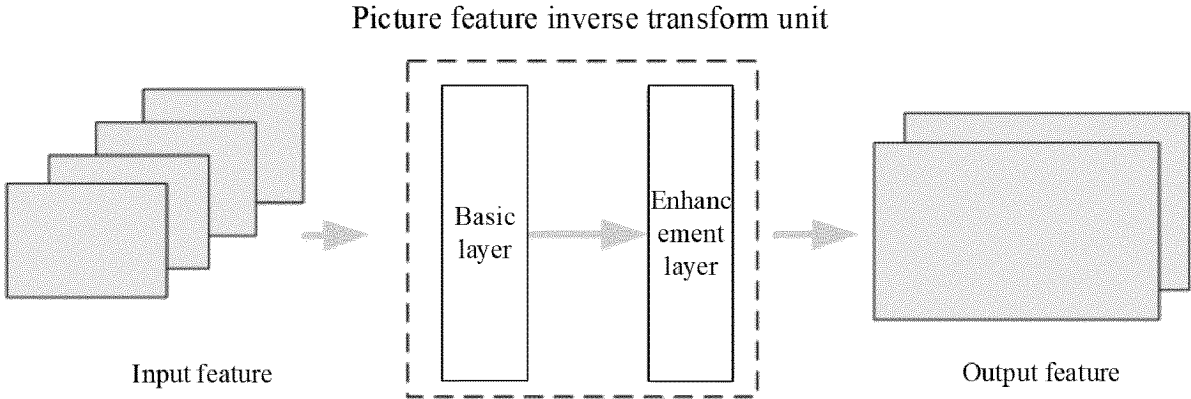 Picture feature inverse transform unit
Basic
layer
Enhanc
ement
layer
Input feature
Output feature